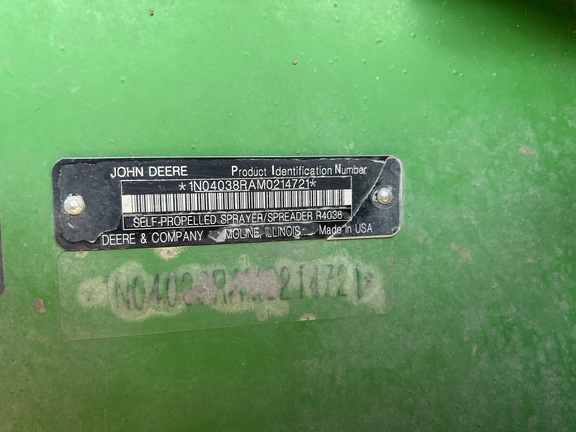 JOHN DEERE Product Identification Number
*1N04038RAM0214721*
SELF-PROPELLED SPRAYER/SPREADER R4038
DEERE & COMPANY MOLINE, ILLINOIS Made In USA
1N04038RAM0214721*